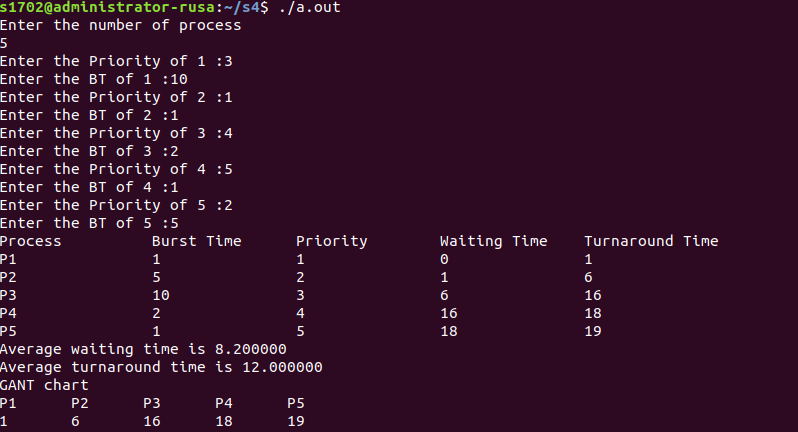 s1702@administrator-rusa:~/s4$ ./a.out
Enter the number of process
5
Enter the Priority of 1 :3
Enter the BT of 1 :10
Enter the Priority of 2 :1
Enter the BT of 2 :1
Enter the Priority of 3 :4
Enter the BT of 3 :2
Enter the Priority of 4 :5
Enter the BT of 4 :1
Enter the Priority of 5 :2
Enter the BT of 5 :5
Process Burst Time Priority Waiting Time Turnaround Time
P1 1 1 0 1
P2 5 2 1 6
P3 10 3 6 16
P4 2 4 16 18
P5 1 5 18 19
Average waiting time is 8.200000
Average turnaround time is 12.000000
GANT chart
P1 P2 P3 P4 P5
1 6 16 18 19